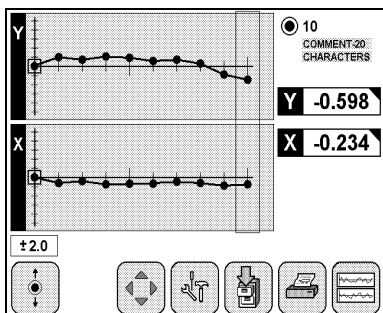 Y
10
COMMENT-20
CHARACTERS
Y -0.598
X
X -0.234
±2.0